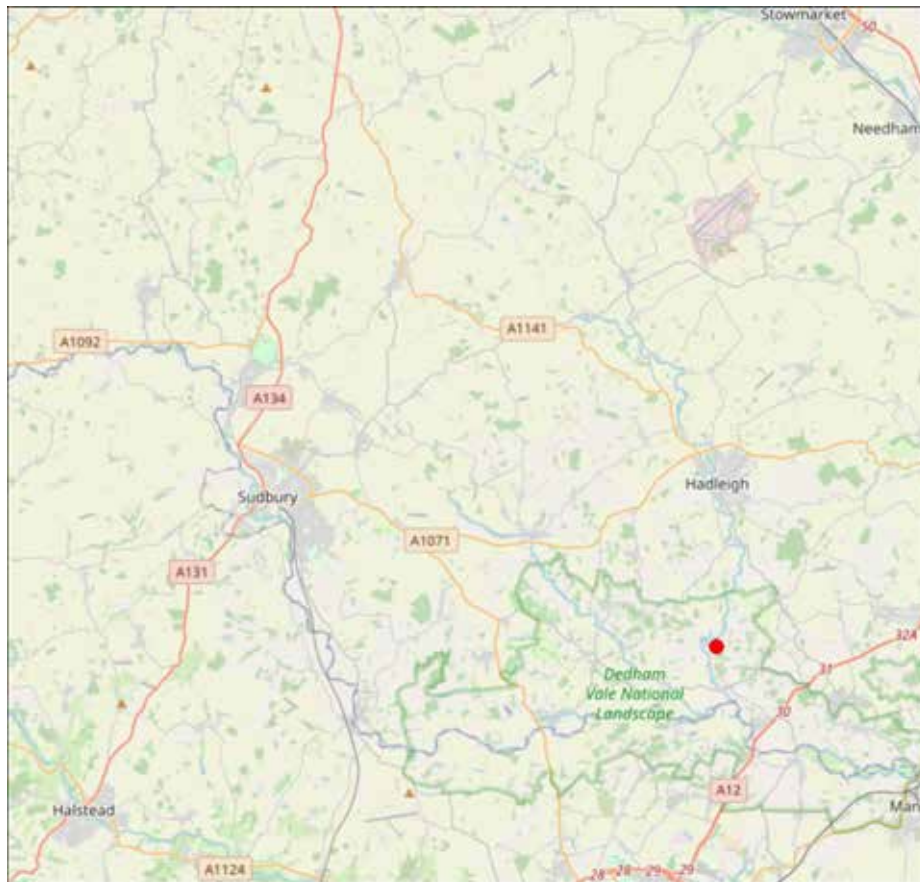 Stowmarket
50
Needham
A1141
A1092
A134
Hadleigh
Sudbury
A1071
A131
32A
31
Dedham
Vale National
Landscape
30
A12
Halstead
Man
A1124
28
28
29
29